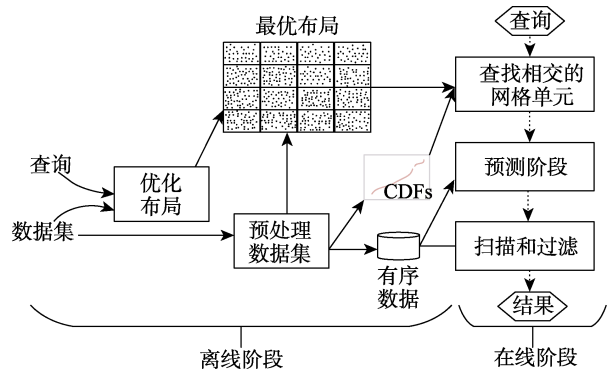 最优布局
查询
查找相交的
网格单元
查询
优化
布局
CDFs
预测阶段
数据集
预处理
数据集
有序
数据
扫描和过滤
结果
离线阶段
在线阶段